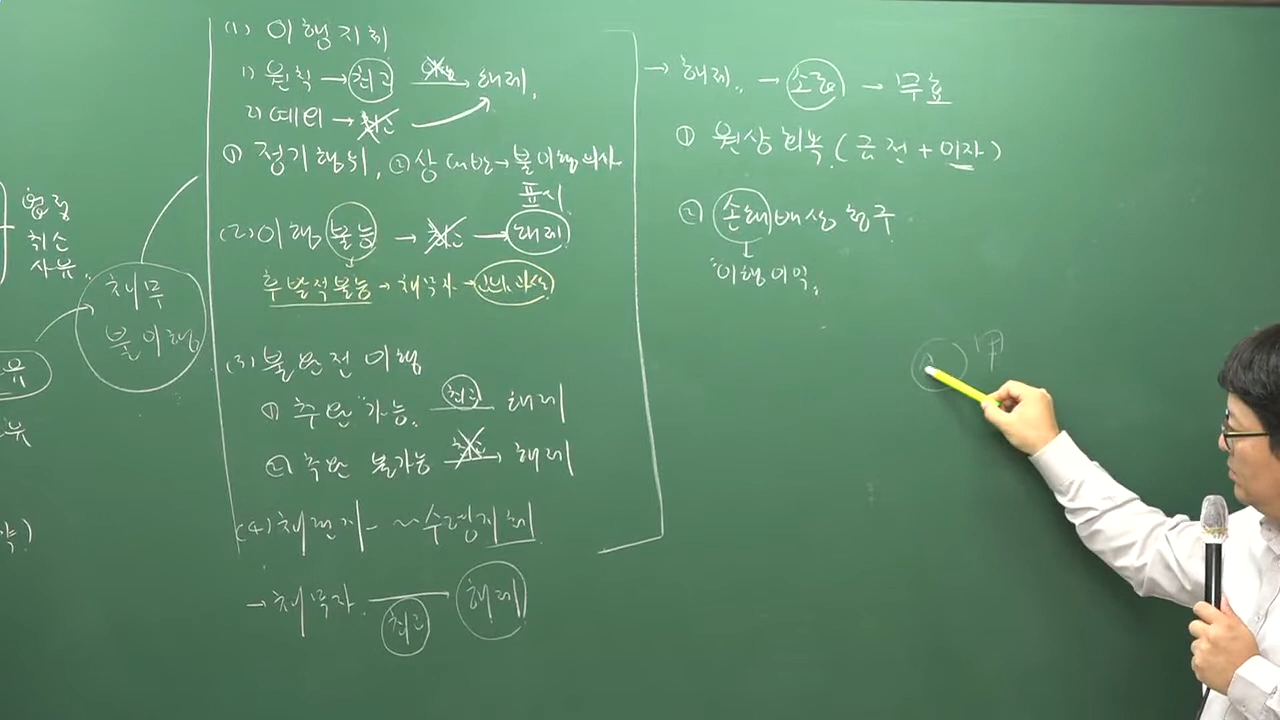 법정
취소
사유.
채무
불이행
유
유
약)
(1) 이행지체
1) 원칙 → 최고 → 해제.
2) 예외 → 최고
① 정기행위, ② 상대방 → 불이행의사
표시.
(2) 이행불능 → 최고 → 해제
후발적불능 → 채무자 →
(3) 불완전이행
① 추완 가능. 최고 해제
② 추완 불가능 최고 → 해제
(4) 채권자 ~ 수령지체
→ 채무자 최고 해제
→ 해제. → 소급 → 무효
① 원상회복 (금전 + 이자)
② 손해배상청구
↓
"이행이익.
甲